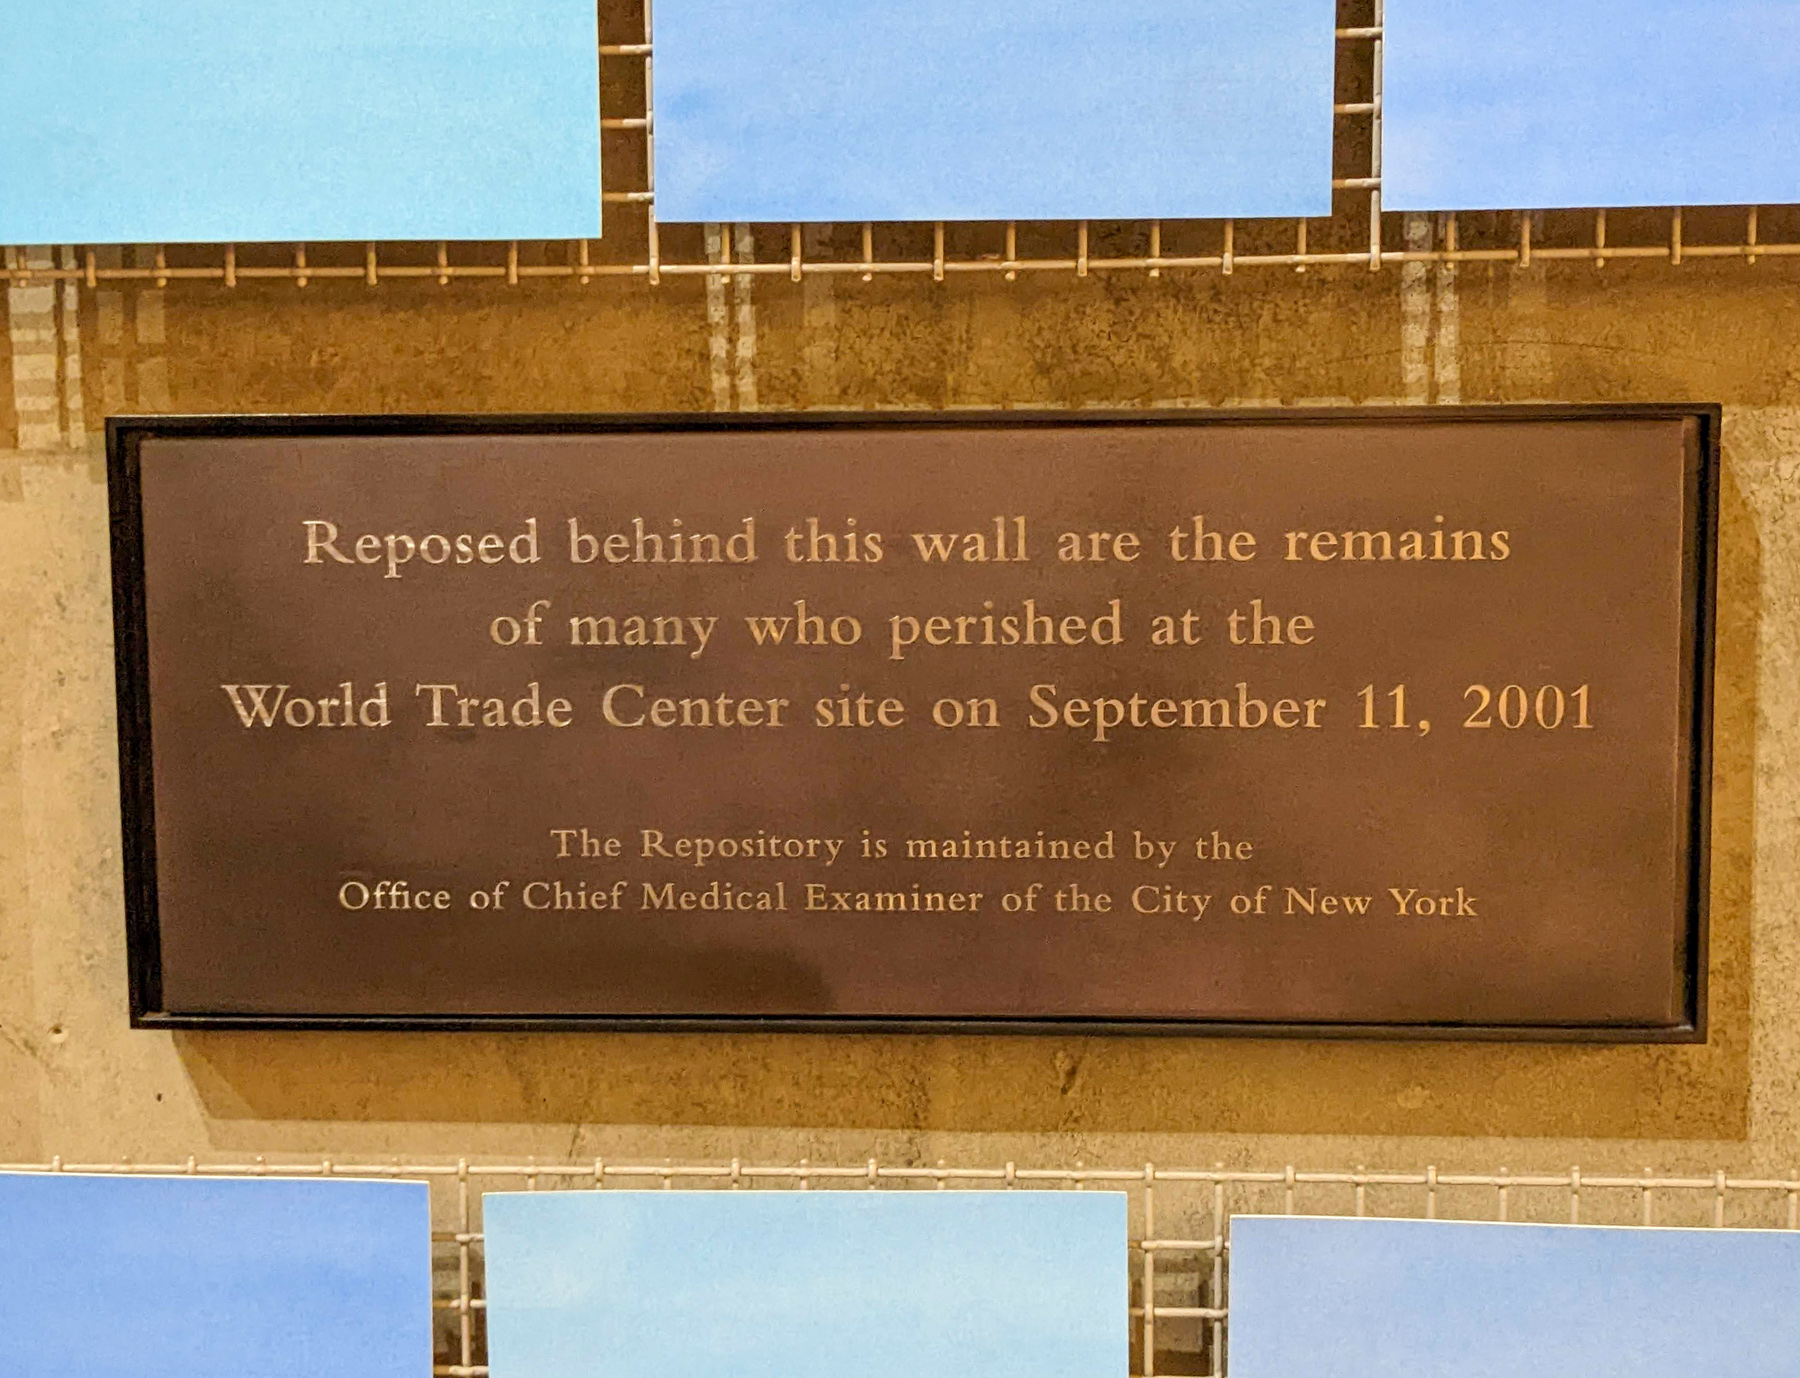 Reposed behind this wall are the remains
of many who perished at the
World Trade Center site on September 11, 2001
The Repository is maintained by the
Office of Chief Medical Examiner of the City of New York